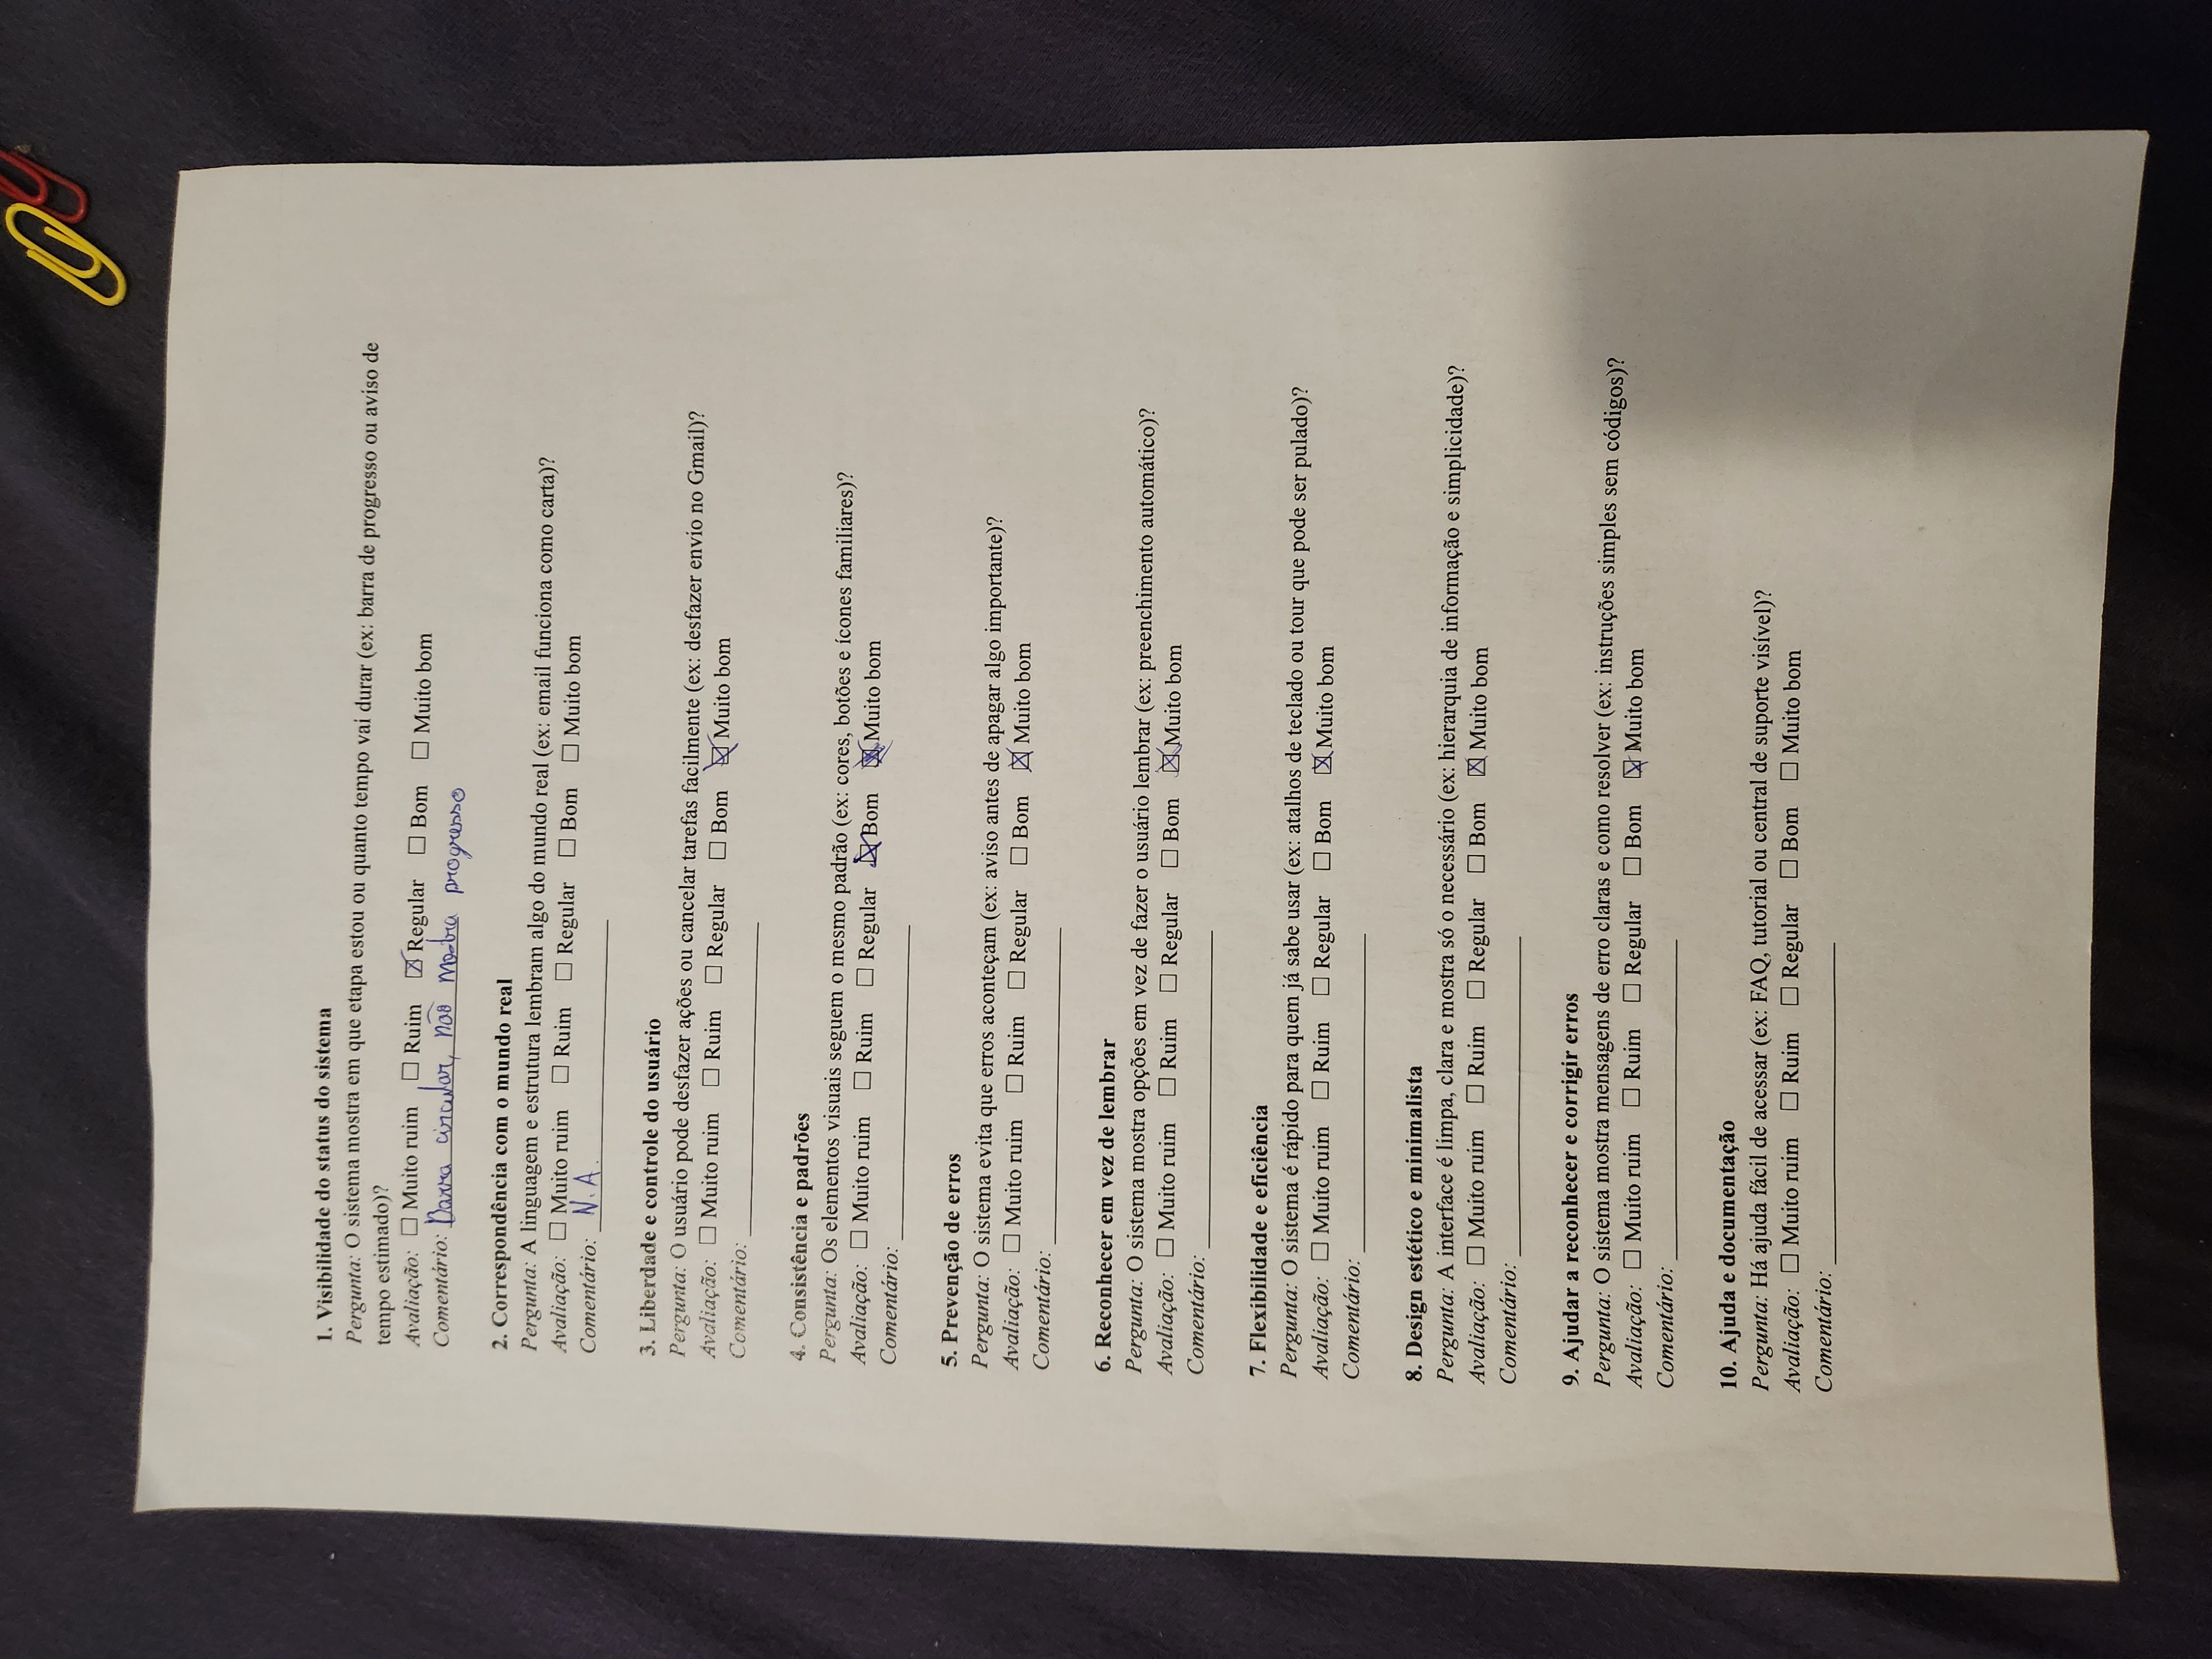 1. Visibilidade do status do sistema
Pergunta: O sistema mostra em que etapa estou ou quanto tempo vai durar (ex: barra de progresso ou aviso de
tempo estimado)?
Avaliação: ☐ Muito ruim ☐ Ruim ☒ Regular ☐ Bom ☐ Muito bom
Comentário: Barra circular, não mostra progresso
2. Correspondência com o mundo real
Pergunta: A linguagem e estrutura lembram algo do mundo real (ex: email funciona como carta)?
Avaliação: ☐ Muito ruim ☐ Ruim ☐ Regular ☐ Bom ☐ Muito bom
Comentário: N.A.
3. Liberdade e controle do usuário
Pergunta: O usuário pode desfazer ações ou cancelar tarefas facilmente (ex: desfazer envio no Gmail)?
Avaliação: ☐ Muito ruim ☐ Ruim ☐ Regular ☐ Bom ☒ Muito bom
Comentário:
4. Consistência e padrões
Pergunta: Os elementos visuais seguem o mesmo padrão (ex: cores, botões e ícones familiares)?
Avaliação: ☐ Muito ruim ☐ Ruim ☐ Regular ☒ Bom ☒ Muito bom
Comentário:
5. Prevenção de erros
Pergunta: O sistema evita que erros aconteçam (ex: aviso antes de apagar algo importante)?
Avaliação: ☐ Muito ruim ☐ Ruim ☐ Regular ☐ Bom ☒ Muito bom
Comentário:
6. Reconhecer em vez de lembrar
Pergunta: O sistema mostra opções em vez de fazer o usuário lembrar (ex: preenchimento automático)?
Avaliação: ☐ Muito ruim ☐ Ruim ☐ Regular ☐ Bom ☒ Muito bom
Comentário:
7. Flexibilidade e eficiência
Pergunta: O sistema é rápido para quem já sabe usar (ex: atalhos de teclado ou tour que pode ser pulado)?
Avaliação: ☐ Muito ruim ☐ Ruim ☐ Regular ☐ Bom ☒ Muito bom
Comentário:
8. Design estético e minimalista
Pergunta: A interface é limpa, clara e mostra só o necessário (ex: hierarquia de informação e simplicidade)?
Avaliação: ☐ Muito ruim ☐ Ruim ☐ Regular ☐ Bom ☒ Muito bom
Comentário:
9. Ajudar a reconhecer e corrigir erros
Pergunta: O sistema mostra mensagens de erro claras e como resolver (ex: instruções simples sem códigos)?
Avaliação: ☐ Muito ruim ☐ Ruim ☐ Regular ☐ Bom ☒ Muito bom
Comentário:
10. Ajuda e documentação
Pergunta: Há ajuda fácil de acessar (ex: FAQ, tutorial ou central de suporte visível)?
Avaliação: ☐ Muito ruim ☐ Ruim ☐ Regular ☐ Bom ☐ Muito bom
Comentário: